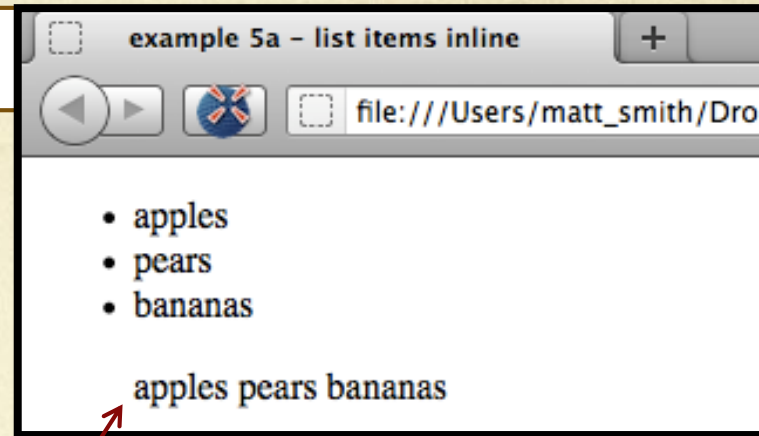 example 5a – list items inline
+
file:///Users/matt_smith/Dro
• apples
• pears
• bananas
apples pears bananas